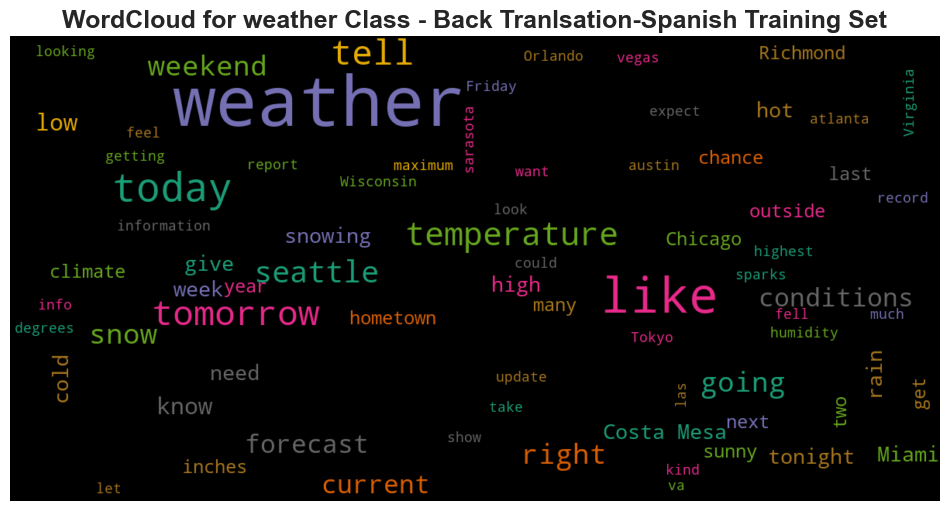 WordCloud for weather Class - Back Tranlsation-Spanish Training Set
looking
weekend
tell
Orlando
vegas
Richmond
weather
Friday
Virginia
low
feel
sarasota
expect
hot
atlanta
getting
report
maximum
want
austin
chance
last
today
Wisconsin
record
information
snowing
look
temperature
outside
Chicago
highest
climate
give
seattle
could
sparks
week
year
high
many
like
conditions
info
degrees
tomorrow
hometown
fell
much
snow
Tokyo
humidity
cold
need
update
las
going
rain
get
know
take
two
forecast
show
Costa Mesa
next
inches
right
sunny
tonight
Miami
kind
let
current
va